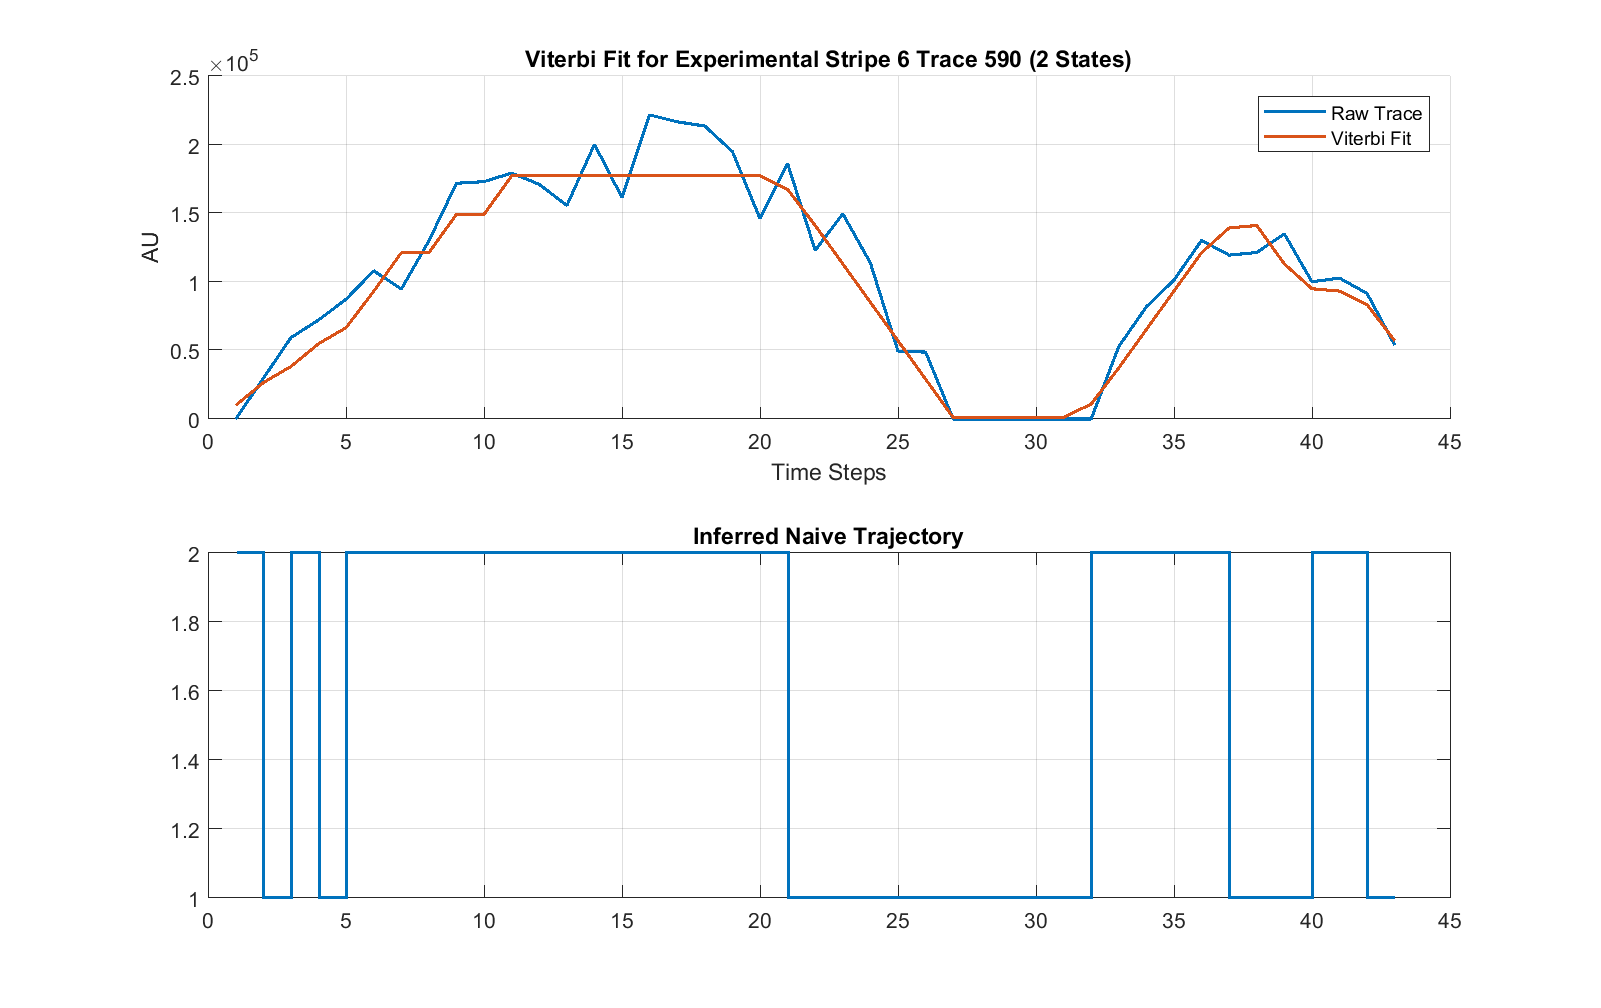 Viterbi Fit for Experimental Stripe 6 Trace 590 (2 States)
×10^5
2.5
2
1.5
1
0.5
0
AU
Raw Trace
Viterbi Fit
0 5 10 15 20 25 30 35 40 45
Time Steps
Inferred Naive Trajectory
2
1.8
1.6
1.4
1.2
1
0 5 10 15 20 25 30 35 40 45